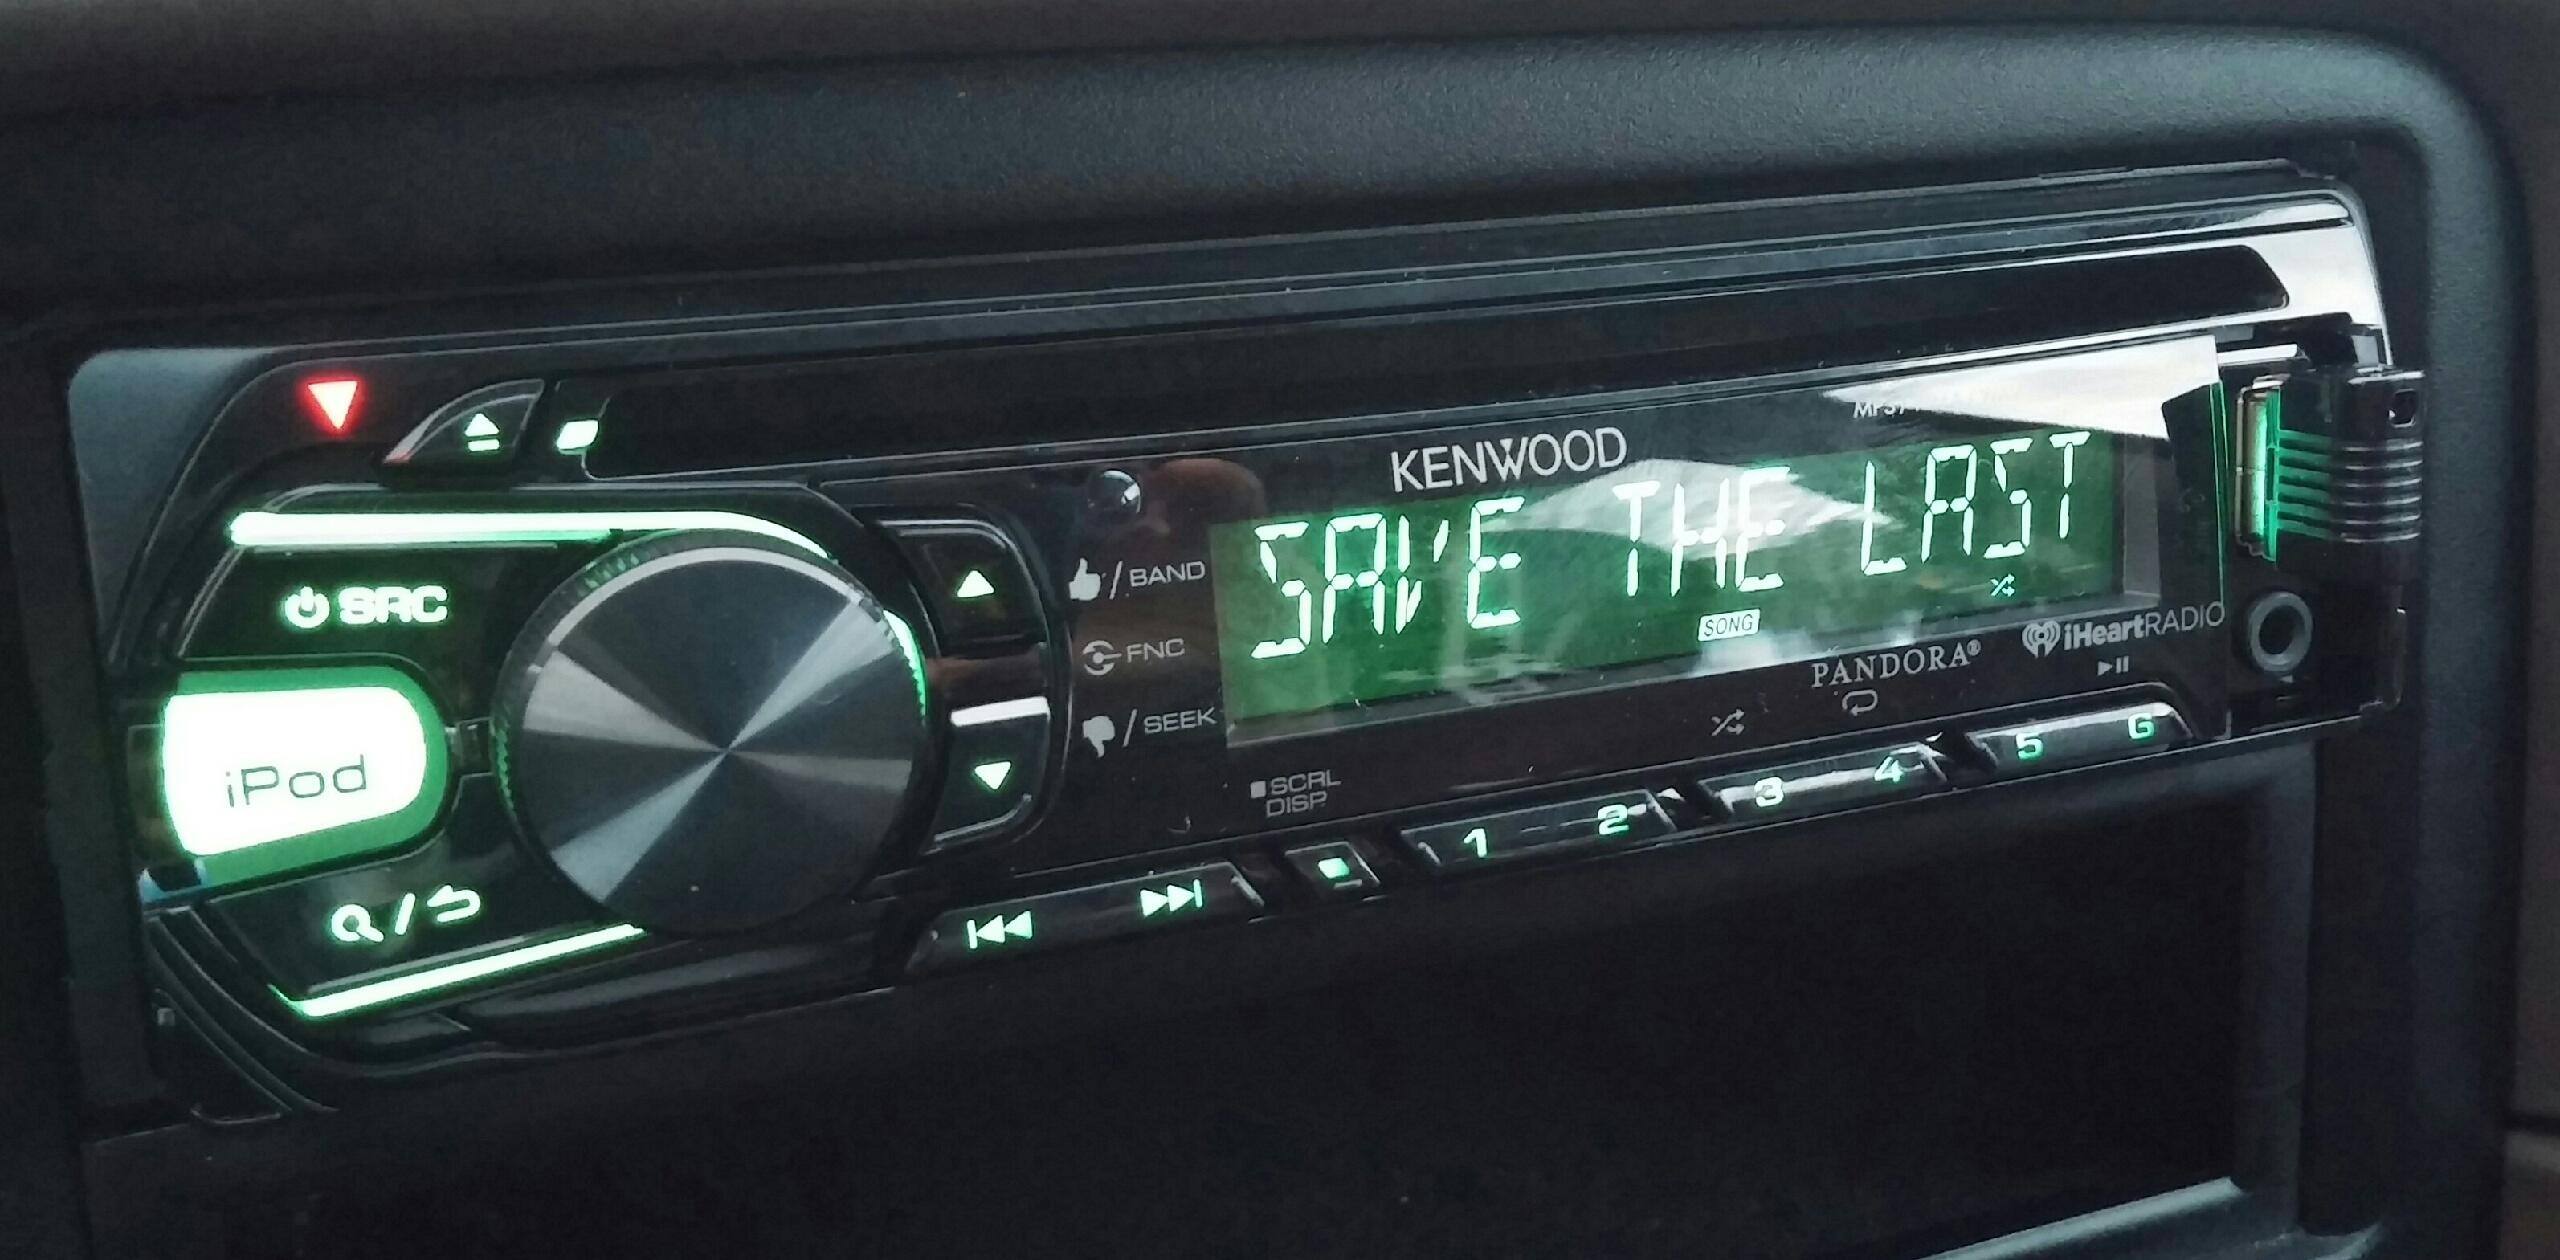 KENWOOD
SAVE THE LAST
SONG
SRC
iPod
/ BAND
FNC
/ SEEK
SCRL
DISP
PANDORA®
iHeartRADIO
1 2 3 4 5 6